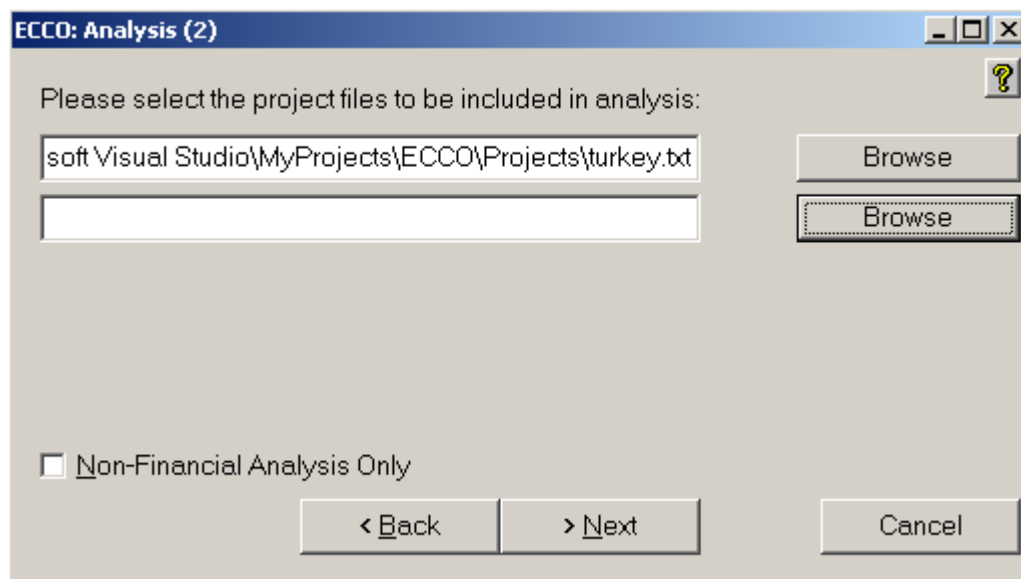 ECCO: Analysis (2)
?
Please select the project files to be included in analysis:
soft Visual Studio\MyProjects\ECCO\Projects\turkey.txt
Browse
Browse
Non-Financial Analysis Only
< Back
> Next
Cancel